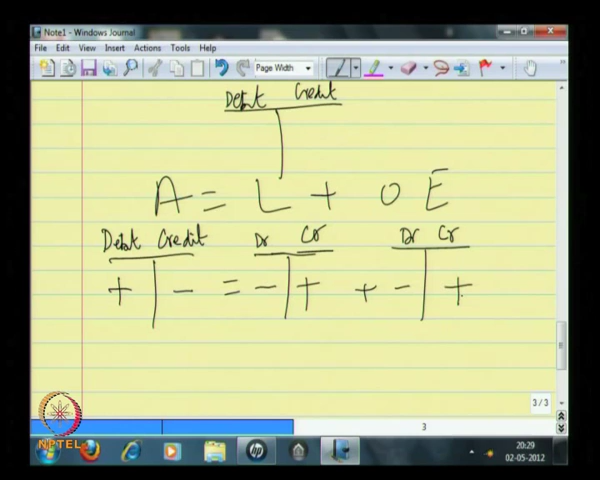 Note1 - Windows Journal
File Edit View Insert Actions Tools Help
Page Width
Debit Credit
A = L + O E
Debit Credit Dr Cr Dr Cr
+ - = - + + - +
3/3
3
NPTEL
20:29
02-05-2012